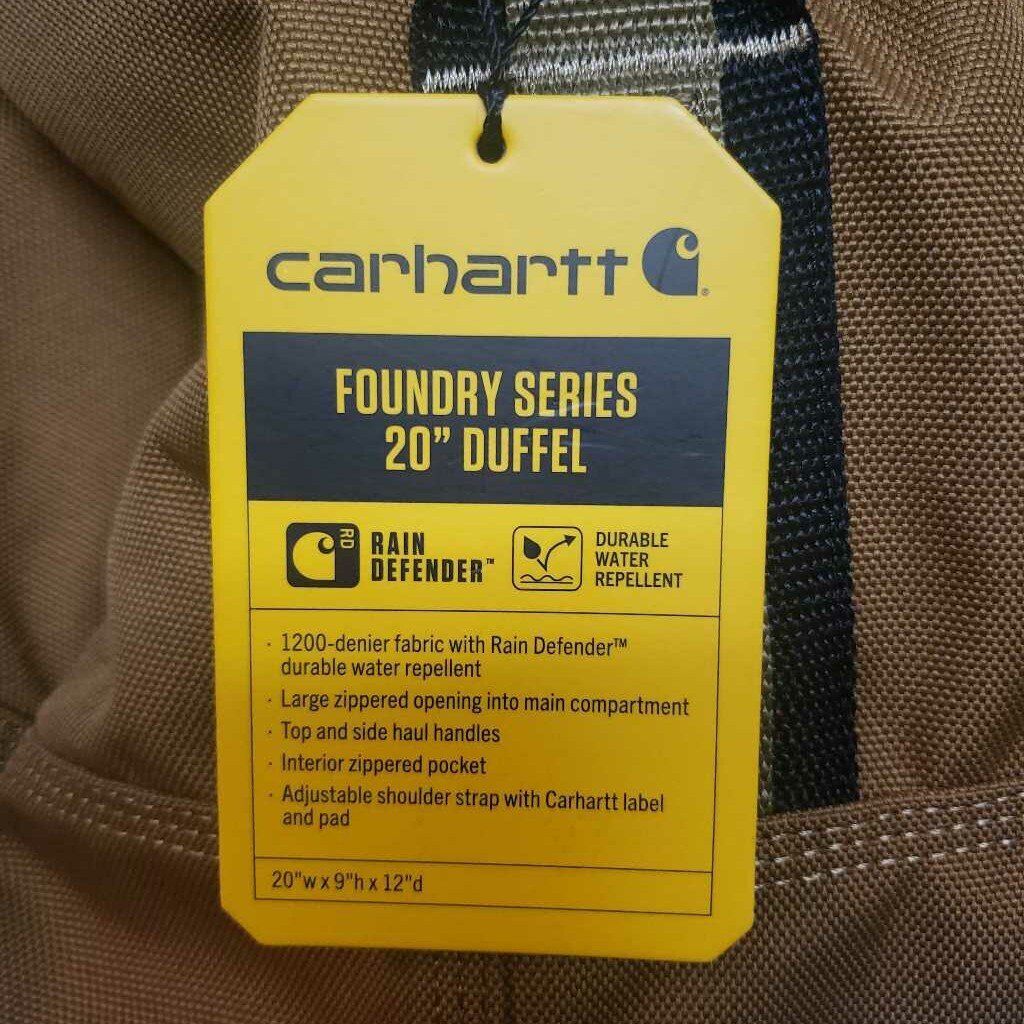 carhartt
FOUNDRY SERIES
20” DUFFEL
RD
RAIN
DEFENDER™
DURABLE
WATER
REPELLENT
· 1200-denier fabric with Rain Defender™
durable water repellent
· Large zippered opening into main compartment
· Top and side haul handles
· Interior zippered pocket
· Adjustable shoulder strap with Carhartt label
and pad
20"w x 9"h x 12"d